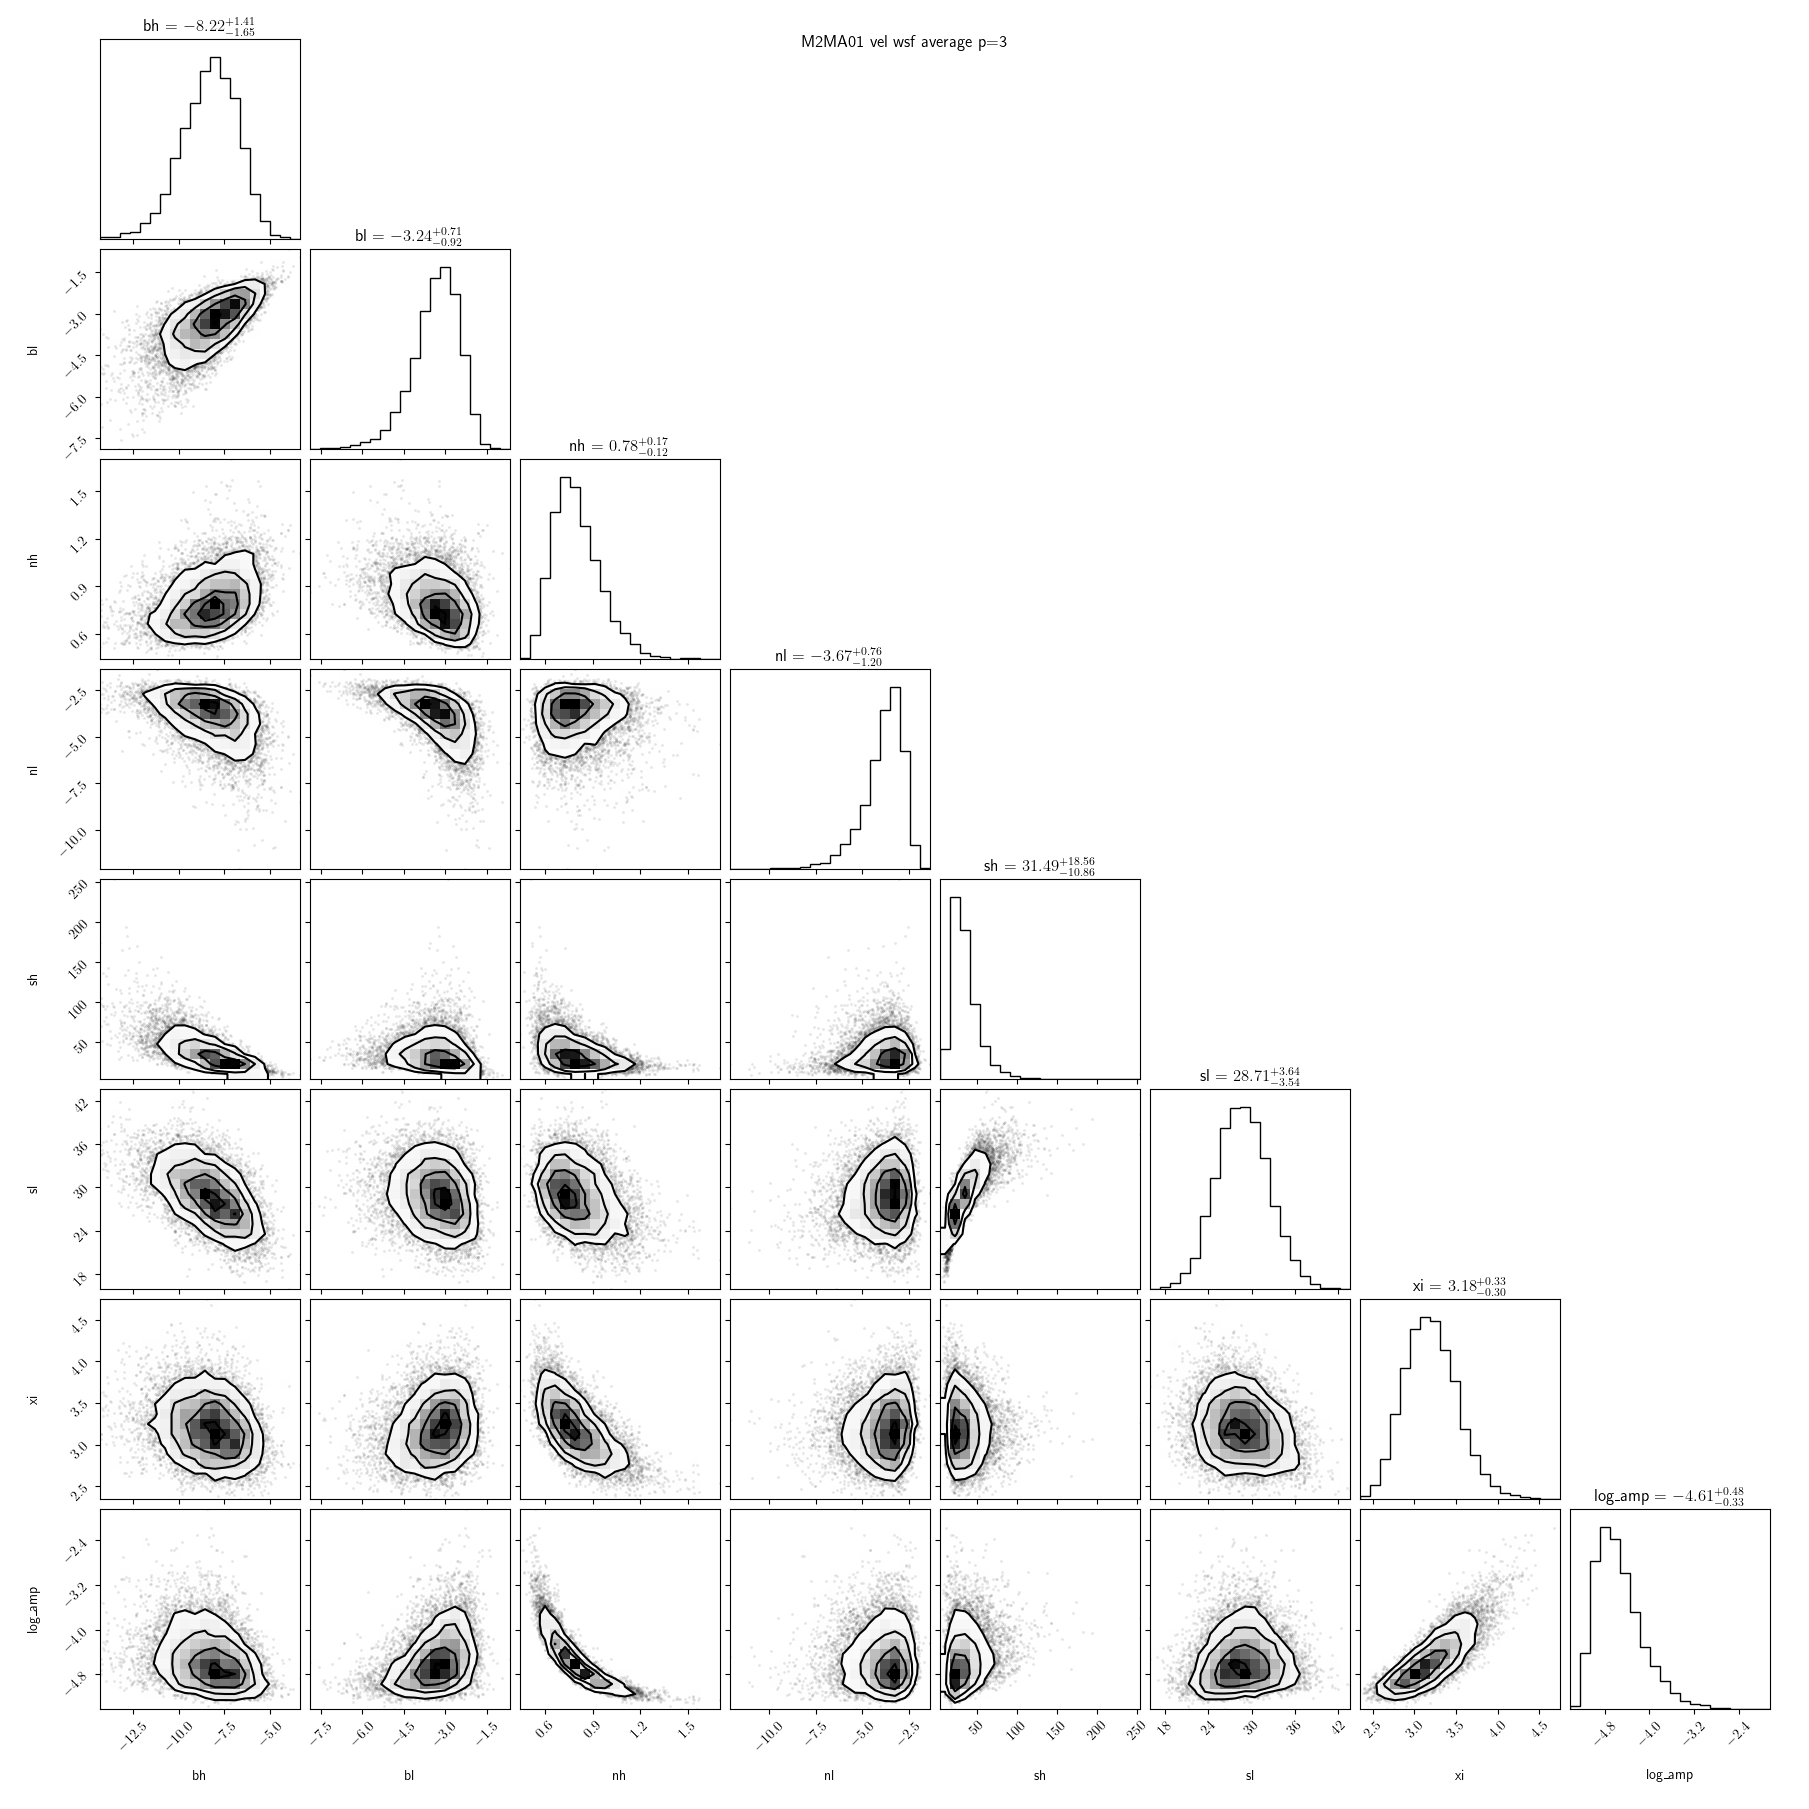 M2MA01 vel wsf average p=3
bh = −8.22 +1.41 −1.65
bl = −3.24 +0.71 −0.92
nh = 0.78 +0.17 −0.12
nl = −3.67 +0.76 −1.20
sh = 31.49 +18.56 −10.86
sl = 28.71 +3.64 −3.54
xi = 3.18 +0.33 −0.30
log_amp = −4.61 +0.48 −0.33
bl
−1.5
−3.0
−4.5
−6.0
−7.5
nh
1.5
1.2
0.9
0.6
nl
−2.5
−5.0
−7.5
−10.0
sh
250
200
150
100
50
sl
42
36
30
24
18
xi
4.5
4.0
3.5
3.0
2.5
log_amp
−2.4
−3.2
−4.0
−4.8
−12.5 −10.0 −7.5 −5.0
−7.5 −6.0 −4.5 −3.0 −1.5
0.6 0.9 1.2 1.5
−10.0 −7.5 −5.0 −2.5
50 100 150 200 250
18 24 30 36 42
2.5 3.0 3.5 4.0 4.5
−4.8 −4.0 −3.2 −2.4
bh bl nh nl sh sl xi log_amp